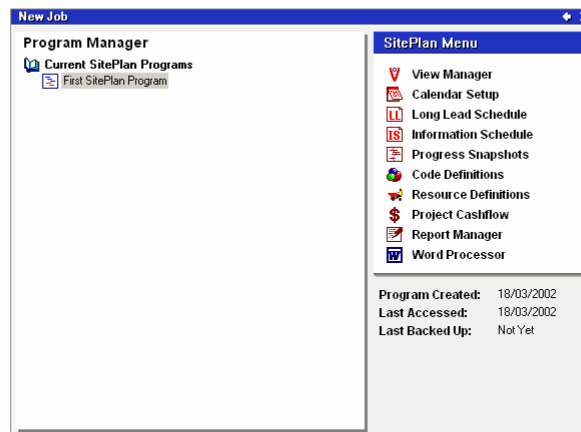 New Job
Program Manager
Current SitePlan Programs
First SitePlan Program
SitePlan Menu
View Manager
Calendar Setup
Long Lead Schedule
Information Schedule
Progress Snapshots
Code Definitions
Resource Definitions
Project Cashflow
Report Manager
Word Processor
Program Created: 18/03/2002
Last Accessed: 18/03/2002
Last Backed Up: Not Yet